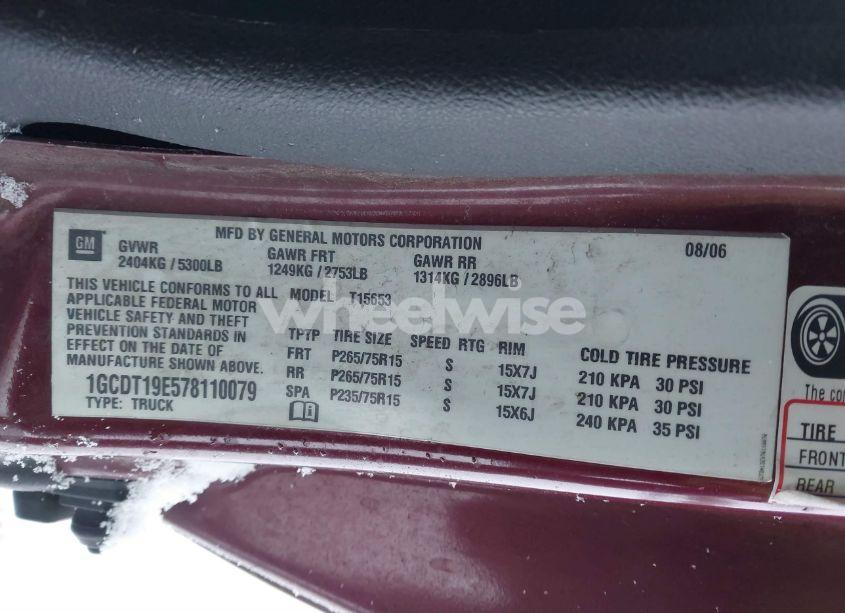 MFD BY GENERAL MOTORS CORPORATION 08/06
GM
GVWR GAWR FRT GAWR RR
2404KG / 5300LB 1249KG / 2753LB 1314KG / 2896LB
THIS VEHICLE CONFORMS TO ALL MODEL T15653
APPLICABLE FEDERAL MOTOR
VEHICLE SAFETY AND THEFT
PREVENTION STANDARDS IN
EFFECT ON THE DATE OF
MANUFACTURE SHOWN ABOVE.
1GCDT19E578110079
TYPE: TRUCK
TPTP TIRE SIZE SPEED RTG RIM COLD TIRE PRESSURE
FRT P265/75R15 S 15X7J 210 KPA 30 PSI
RR P265/75R15 S 15X7J 210 KPA 30 PSI
SPA P235/75R15 S 15X6J 240 KPA 35 PSI
wheelwise
The
TIRE
FRONT
REAR